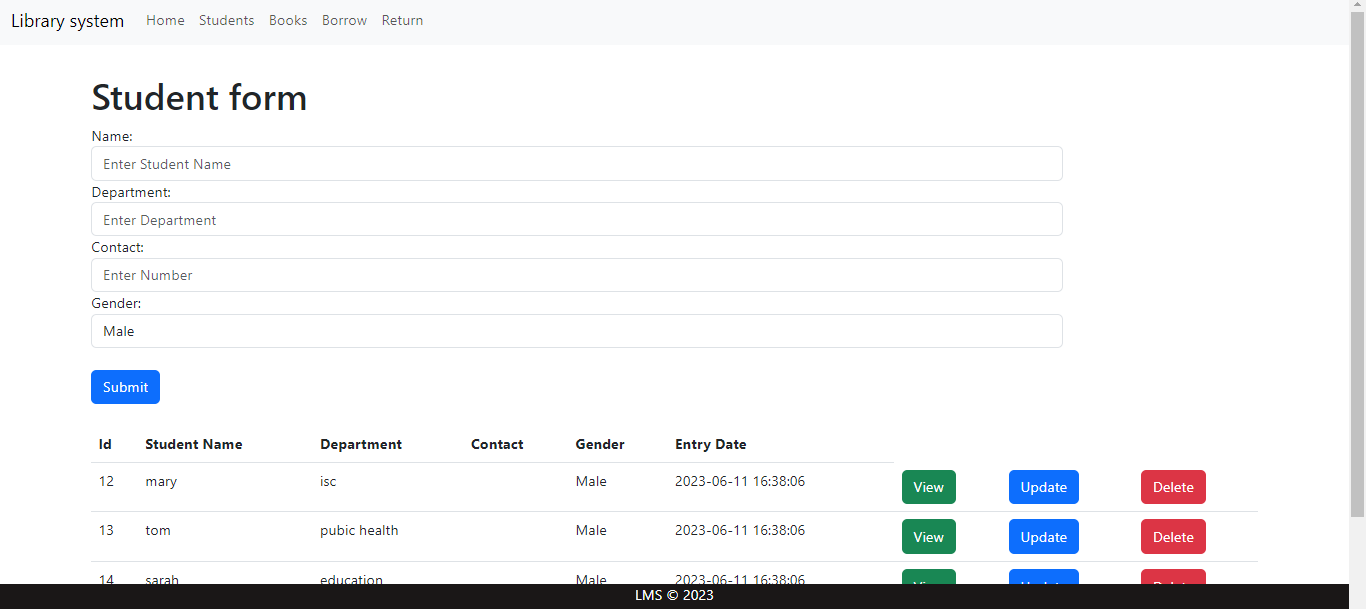 Library system Home Students Books Borrow Return
Student form
Name:
Enter Student Name
Department:
Enter Department
Contact:
Enter Number
Gender:
Male
Submit
Id Student Name Department Contact Gender Entry Date
12 mary isc Male 2023-06-11 16:38:06 View Update Delete
13 tom pubic health Male 2023-06-11 16:38:06 View Update Delete
14 sarah education Male 2023-06-11 16:38:06 View Update Delete
LMS © 2023